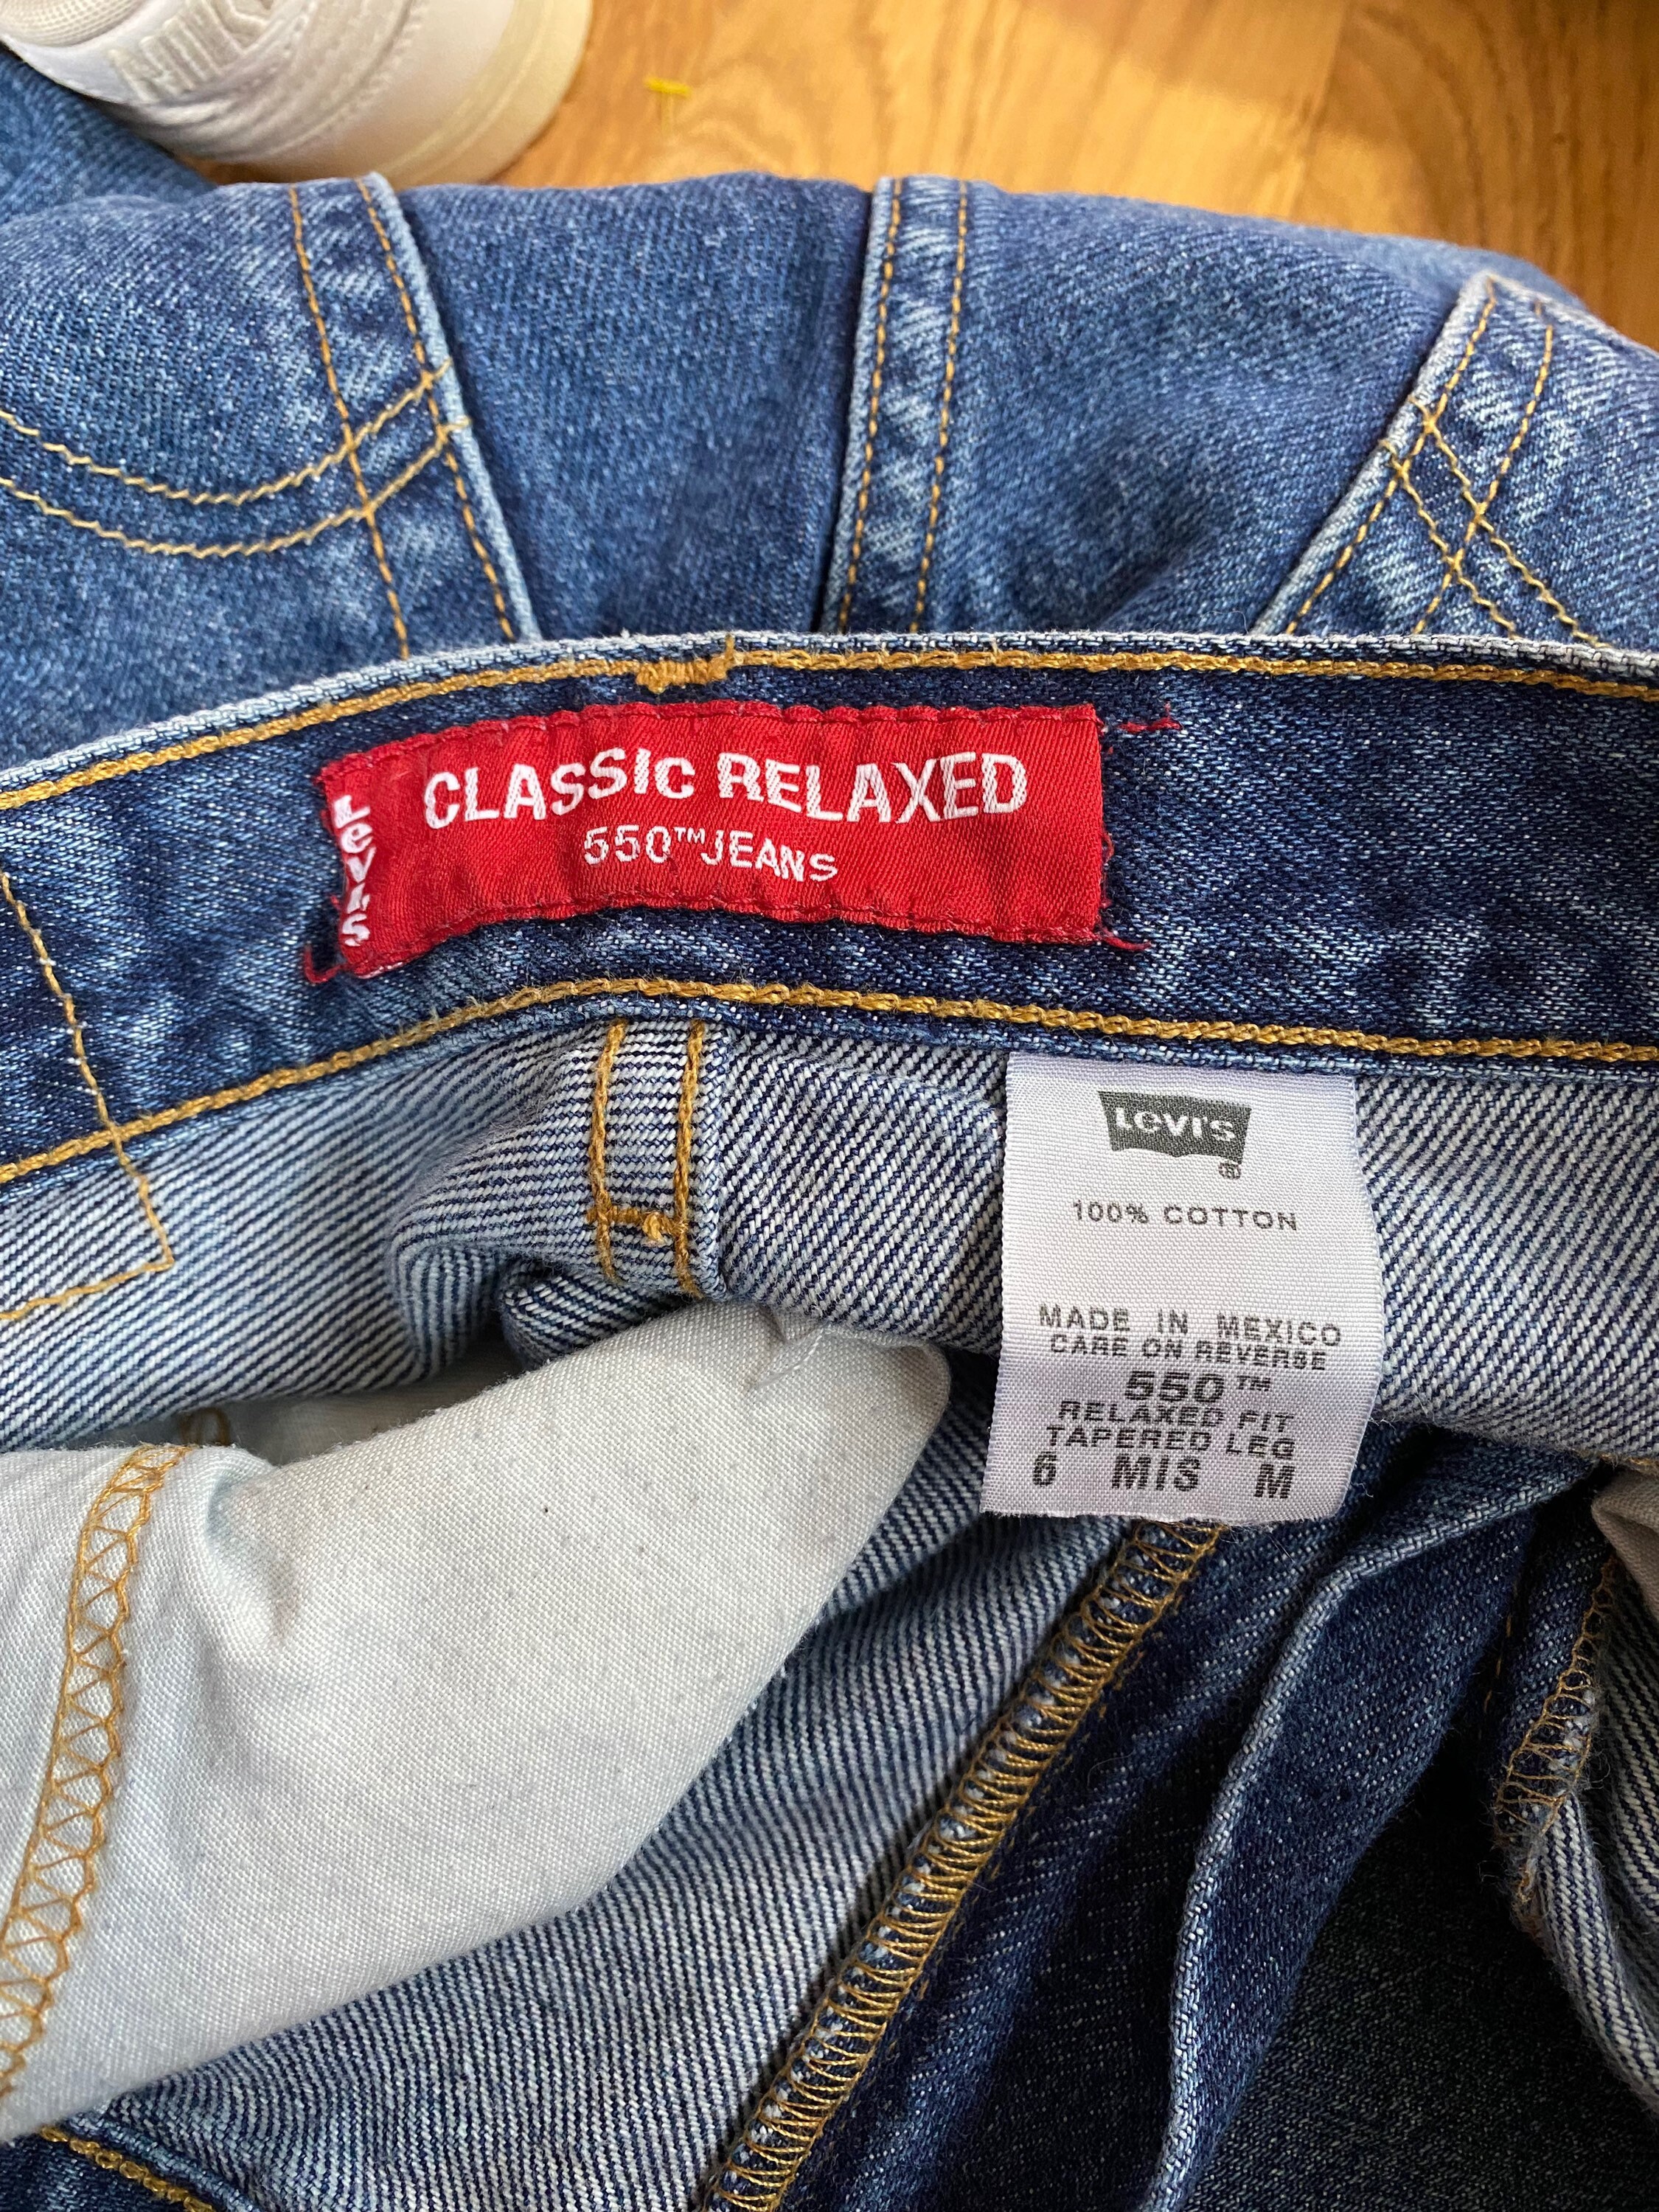 CLASSIC RELAXED
550™ JEANS
Levi's
Levi's
®
100% COTTON
MADE IN MEXICO
CARE ON REVERSE
550™
RELAXED FIT
TAPERED LEG
6 MIS M